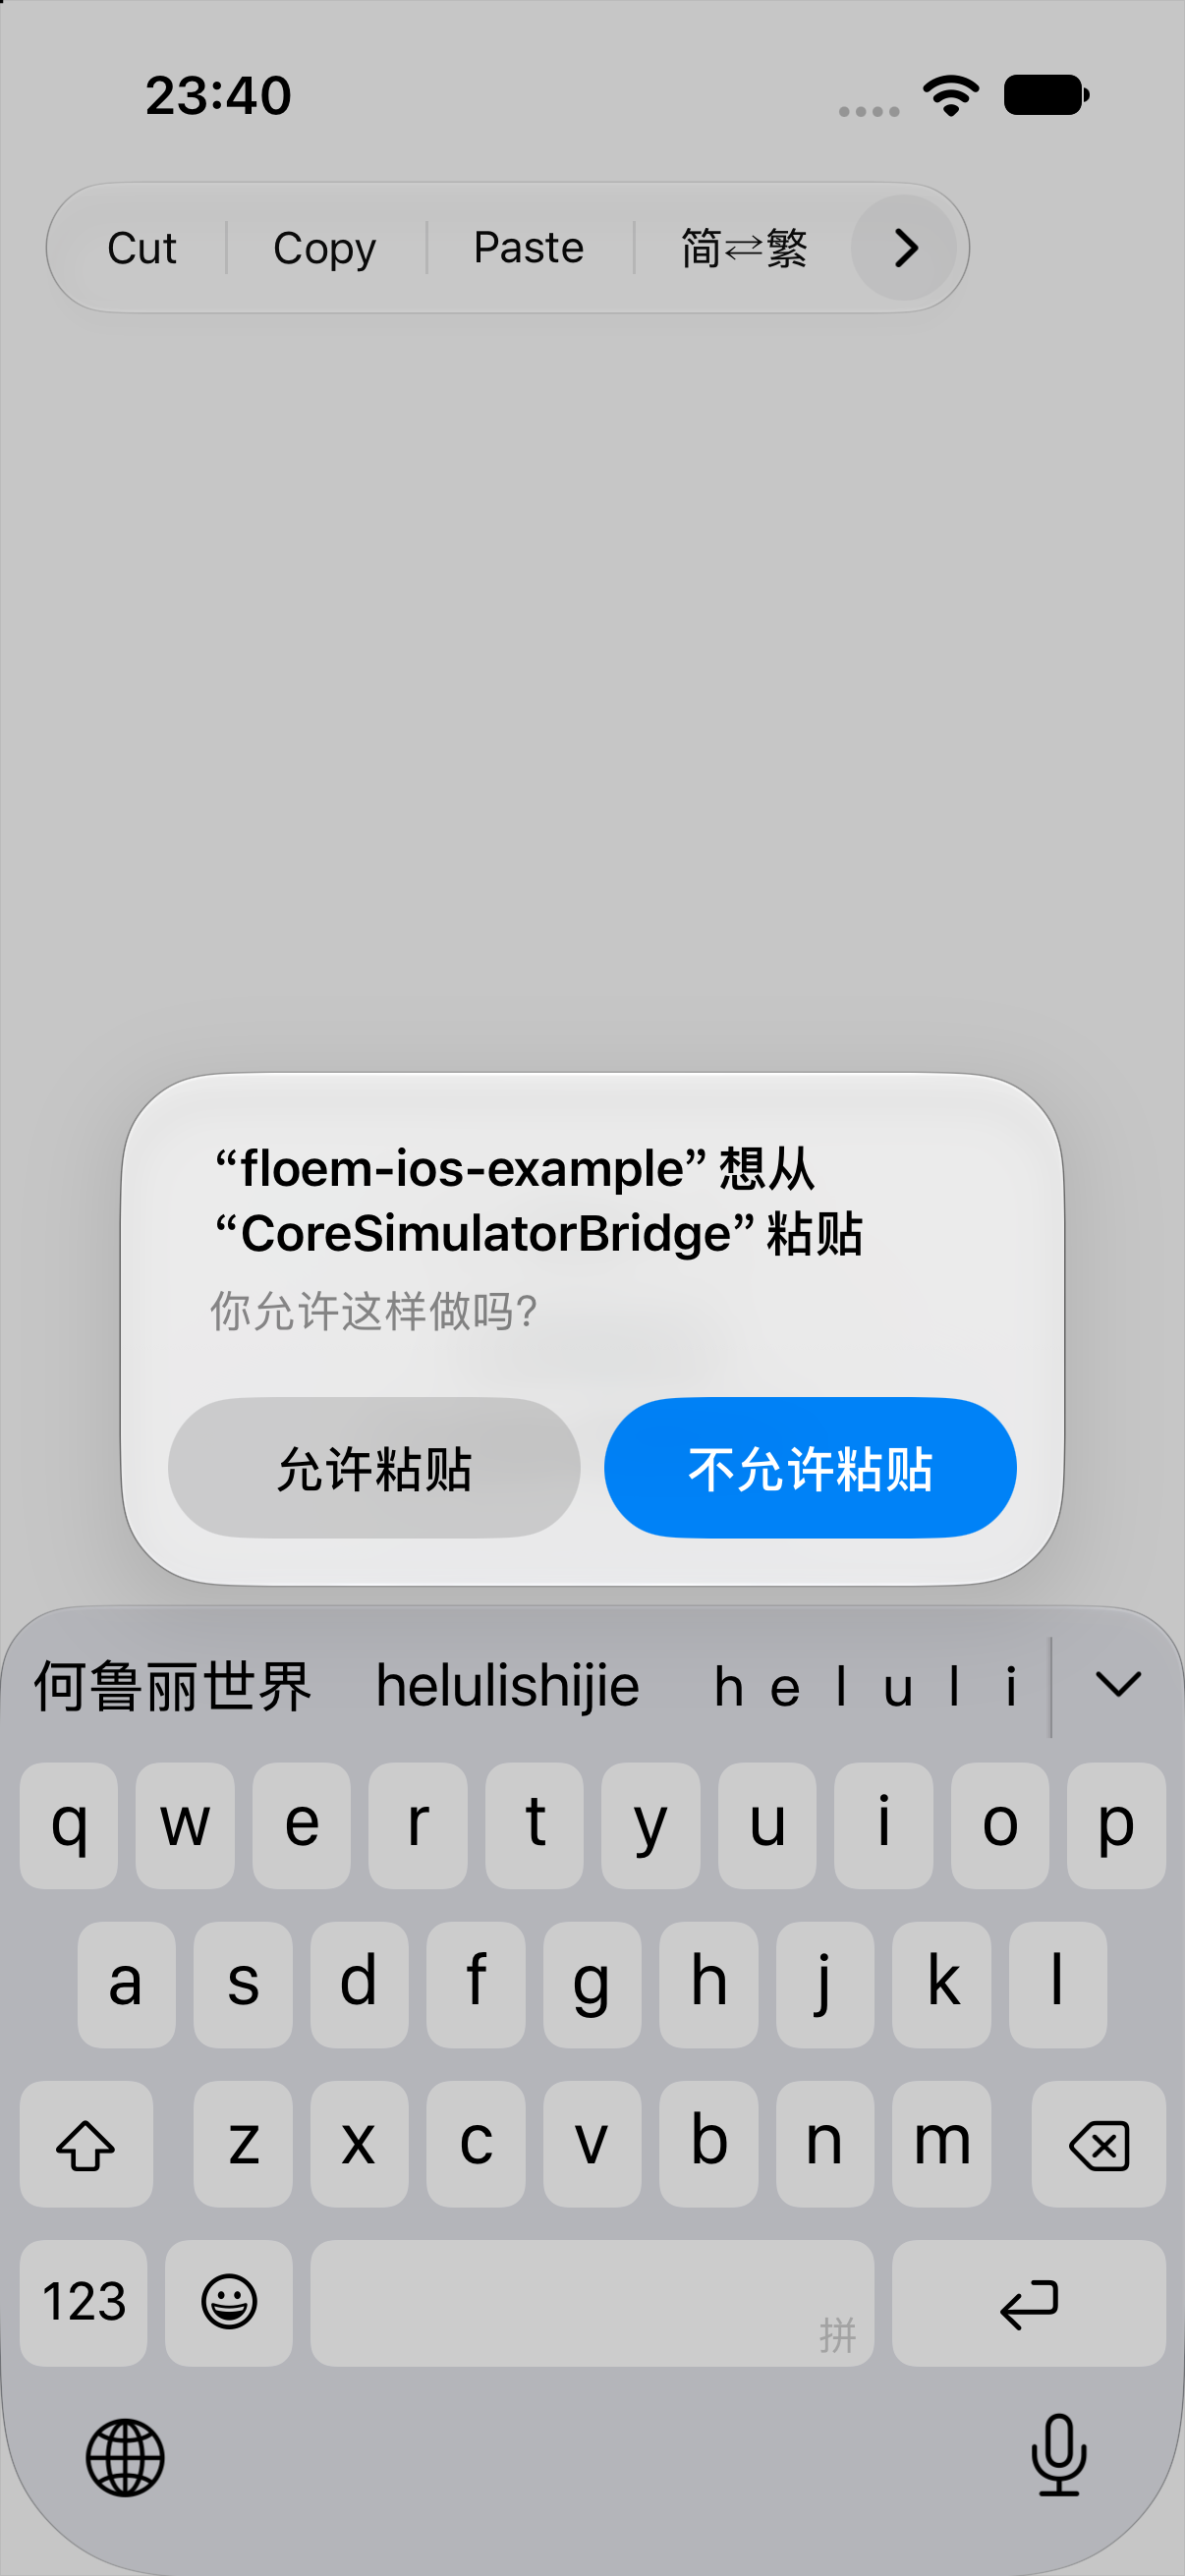 23:40
Cut Copy Paste 简⇄繁
“floem-ios-example” 想从
“CoreSimulatorBridge” 粘贴
你允许这样做吗?
允许粘贴 不允许粘贴
何鲁丽世界 helulishijie h e l u l i
q w e r t y u i o p
a s d f g h j k l
z x c v b n m
123 拼